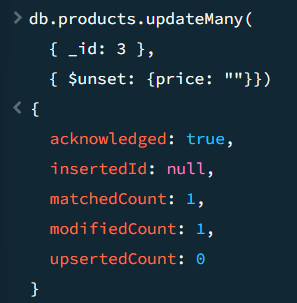 > db.products.updateMany(
{ _id: 3 },
{ $unset: {price: ""}})
< {
acknowledged: true,
insertedId: null,
matchedCount: 1,
modifiedCount: 1,
upsertedCount: 0
}